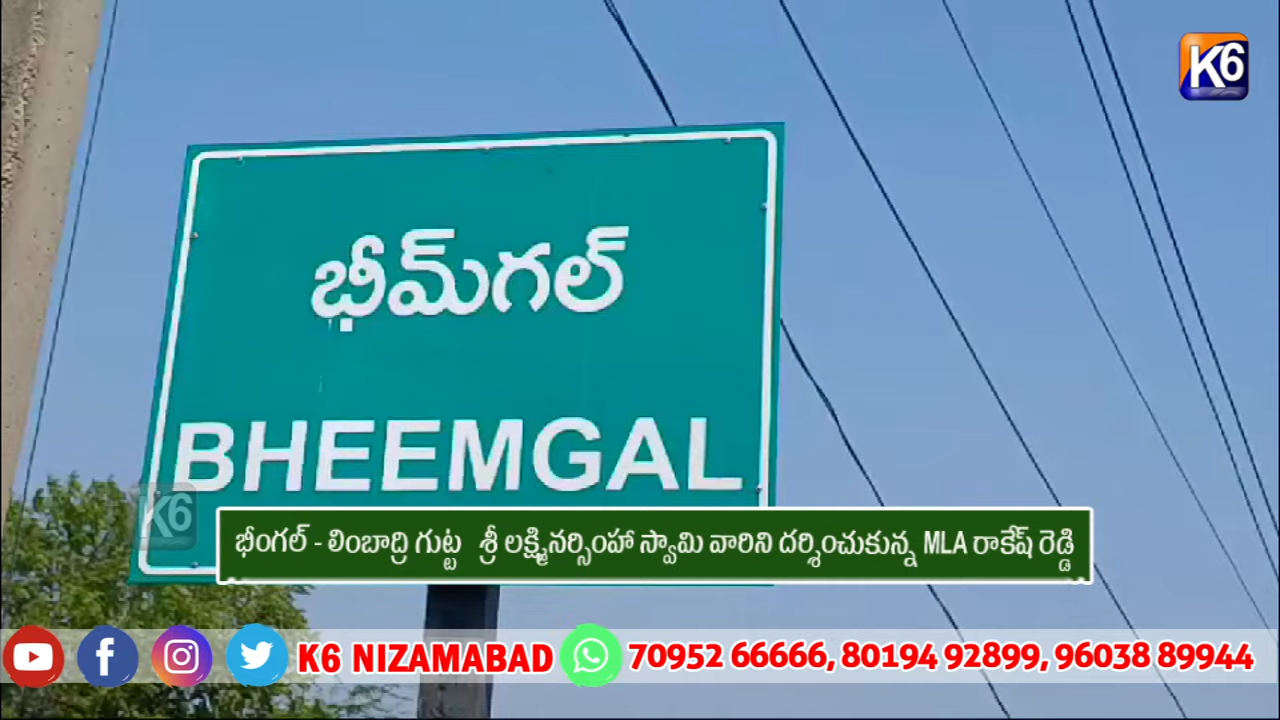 K6
భీమ్‌గల్
BHEEMGAL
K6
భీంగల్ - లింబాద్రి గుట్ట శ్రీ లక్ష్మినర్సింహా స్వామి వారిని దర్శించుకున్న MLA రాకేష్ రెడ్డి
K6 NIZAMABAD 70952 66666, 80194 92899, 96038 89944